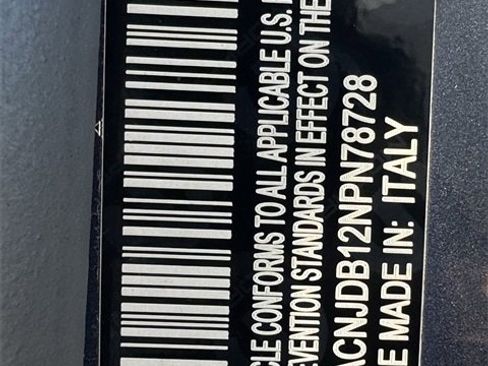 CLE CONFORMS TO ALL APPLICABLE U.S.
EVENTION STANDARDS IN EFFECT ON THE
ACNJDB12NPN78728
E MADE IN: ITALY